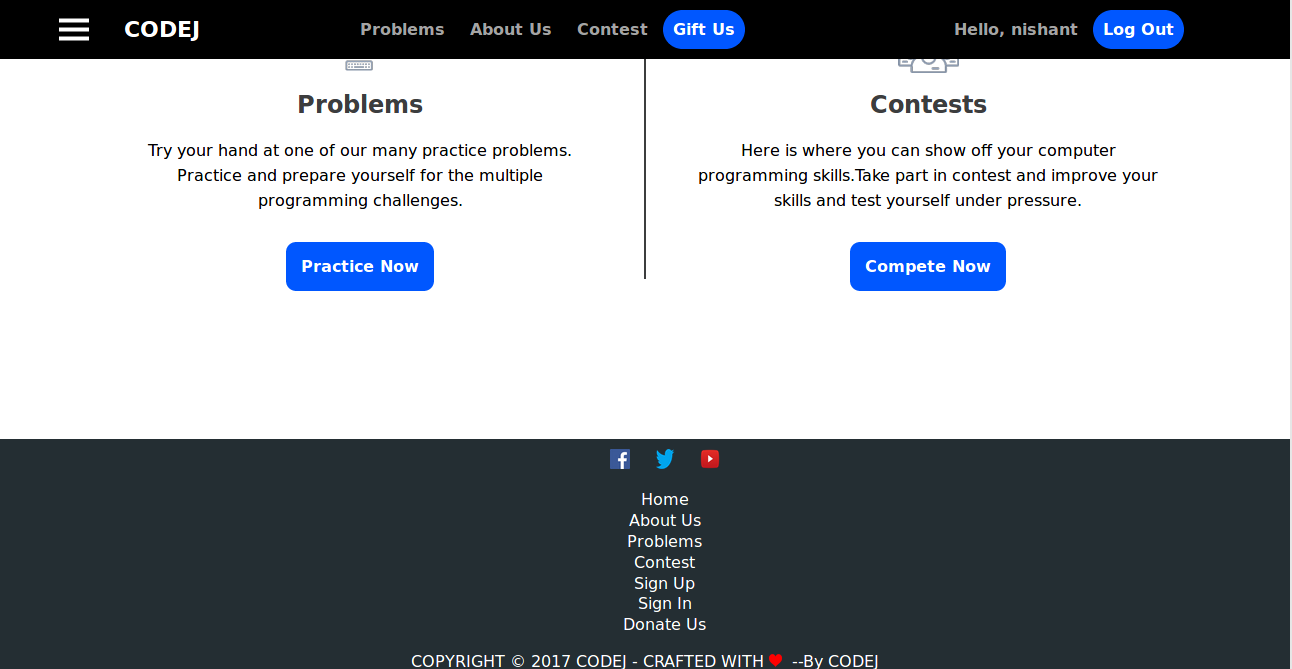 CODEJ Problems About Us Contest Gift Us Hello, nishant Log Out
Problems
Try your hand at one of our many practice problems.
Practice and prepare yourself for the multiple
programming challenges.
Practice Now
Contests
Here is where you can show off your computer
programming skills.Take part in contest and improve your
skills and test yourself under pressure.
Compete Now
Home
About Us
Problems
Contest
Sign Up
Sign In
Donate Us
COPYRIGHT © 2017 CODEJ - CRAFTED WITH ❤ --By CODEJ